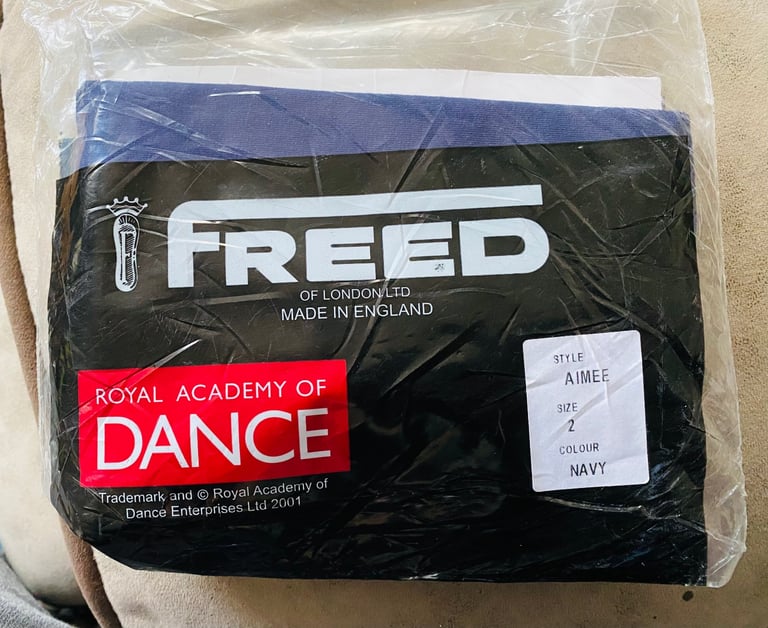 FREED
OF LONDON LTD
MADE IN ENGLAND
ROYAL ACADEMY OF
DANCE
Trademark and © Royal Academy of
Dance Enterprises Ltd 2001
STYLE
AIMEE
SIZE
2
COLOUR
NAVY